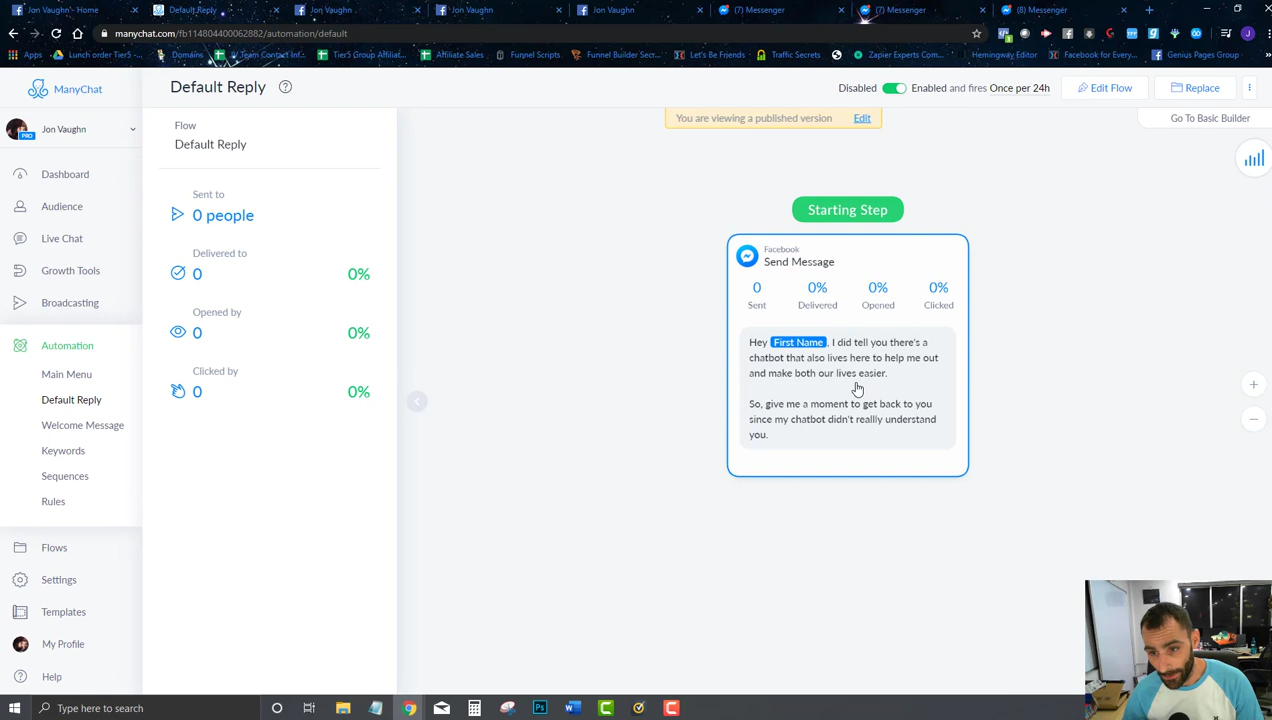 Jon Vaughn - Home
Default Reply
Jon Vaughn
Jon Vaughn
Jon Vaughn
(7) Messenger
(7) Messenger
(8) Messenger
manychat.com/fb114804400062882/automation/default
Apps
Lunch order Tier5 -...
Domains
JV Team Contact Inf...
Tier5 Group Affiliat...
Affiliate Sales
Funnel Scripts
Funnel Builder Secr...
Let's Be Friends
Traffic Secrets
Zapier Experts Com...
Hemingway Editor
Facebook for Every...
Genius Pages Group
ManyChat
Default Reply
Disabled
Enabled and fires Once per 24h
Edit Flow
Replace
Jon Vaughn
PRO
You are viewing a published version Edit
Go To Basic Builder
Flow
Default Reply
Dashboard
Audience
Live Chat
Growth Tools
Broadcasting
Automation
Main Menu
Default Reply
Welcome Message
Keywords
Sequences
Rules
Flows
Settings
Templates
My Profile
Help
Sent to
0 people
Delivered to
0 0%
Opened by
0 0%
Clicked by
0 0%
Starting Step
Facebook
Send Message
0 0% 0% 0%
Sent Delivered Opened Clicked
Hey First Name, I did tell you there's a
chatbot that also lives here to help me out
and make both our lives easier.
So, give me a moment to get back to you
since my chatbot didn't reallly understand
you.
Type here to search